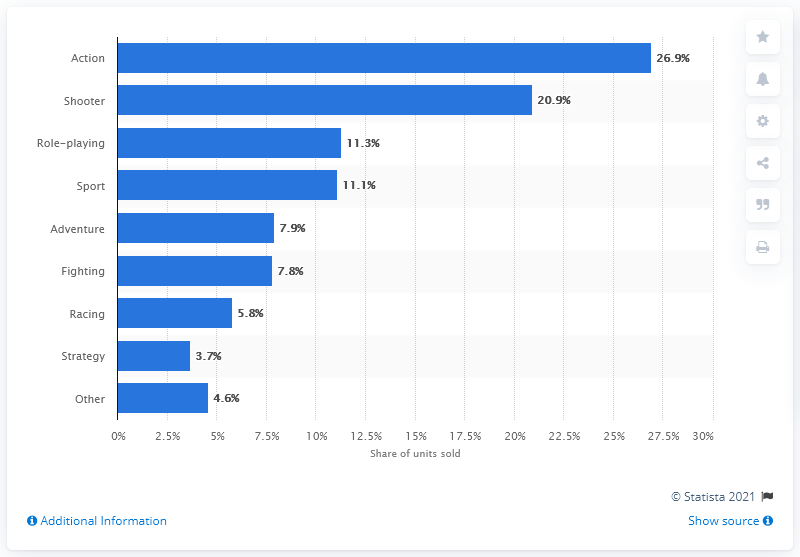 Action 26.9%
Shooter 20.9%
Role-playing 11.3%
Sport 11.1%
Adventure 7.9%
Fighting 7.8%
Racing 5.8%
Strategy 3.7%
Other 4.6%
0% 2.5% 5% 7.5% 10% 12.5% 15% 17.5% 20% 22.5% 25% 27.5% 30%
Share of units sold
© Statista 2021
Additional Information Show source